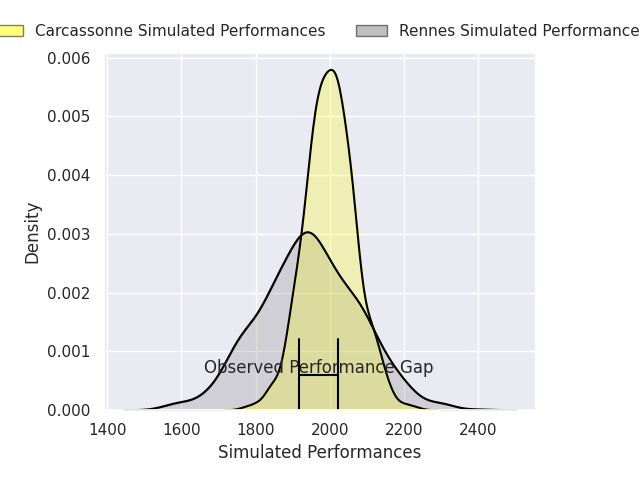 Carcassonne Simulated Performances Rennes Simulated Performance
0.006
0.005
0.004
0.003
0.002
0.001
0.000
Density
Observed Performance Gap
1400 1600 1800 2000 2200 2400
Simulated Performances